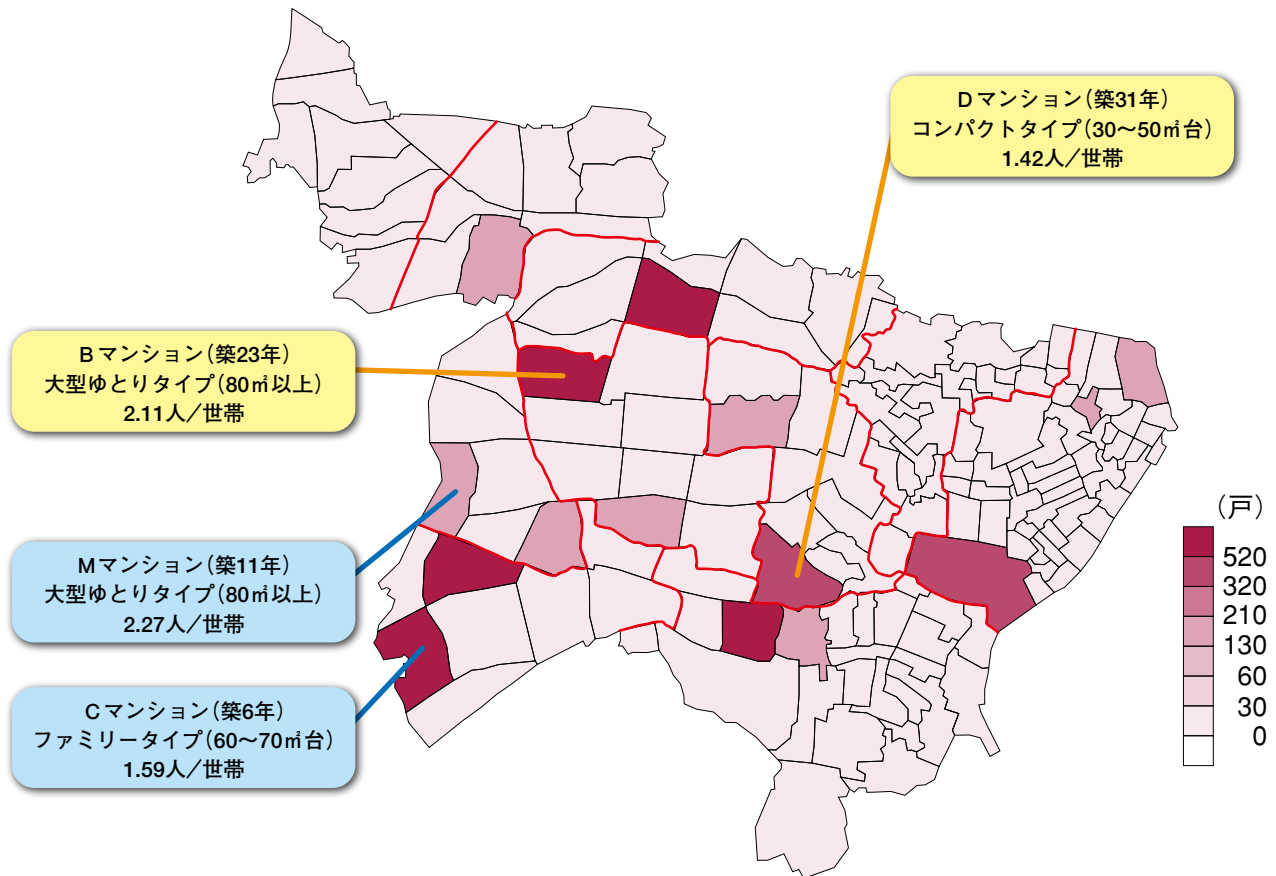 Dマンション(築31年)
コンパクトタイプ(30〜50㎡台)
1.42人／世帯
Bマンション(築23年)
大型ゆとりタイプ(80㎡以上)
2.11人／世帯
Mマンション(築11年)
大型ゆとりタイプ(80㎡以上)
2.27人／世帯
Cマンション(築6年)
ファミリータイプ(60〜70㎡台)
1.59人／世帯
(戸)
520
320
210
130
60
30
0